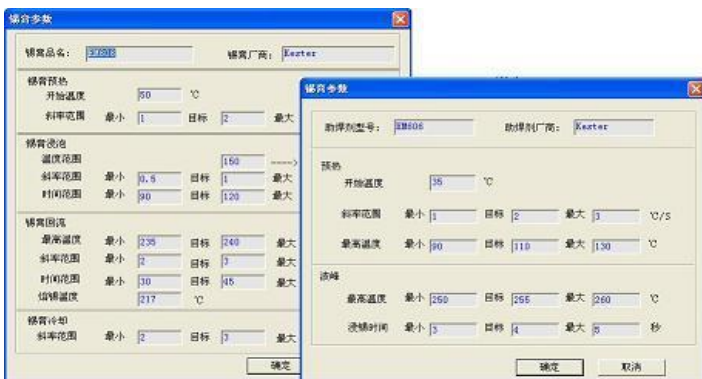 锡膏参数
锡膏品名: EM606 锡膏厂商: Kester
锡膏预热
开始温度 50 ℃
斜率范围 最小 1 目标 2 最大
锡膏浸泡
温度范围 150 ---->
斜率范围 最小 0.5 目标 1 最大
时间范围 最小 90 目标 120 最大
锡膏回流
最高温度 最小 235 目标 240 最大
斜率范围 最小 2 目标 3 最大
时间范围 最小 30 目标 45 最大
熔锡温度 217 ℃
锡膏冷却
斜率范围 最小 2 目标 3 最大
确定
锡膏参数
助焊剂型号: EM606 助焊剂厂商: Kester
预热
开始温度 35 ℃
斜率范围 最小 1 目标 2 最大 3 ℃/S
最高温度 最小 90 目标 110 最大 130 ℃
波峰
最高温度 最小 250 目标 255 最大 260 ℃
浸锡时间 最小 3 目标 4 最大 5 秒
确定 取消